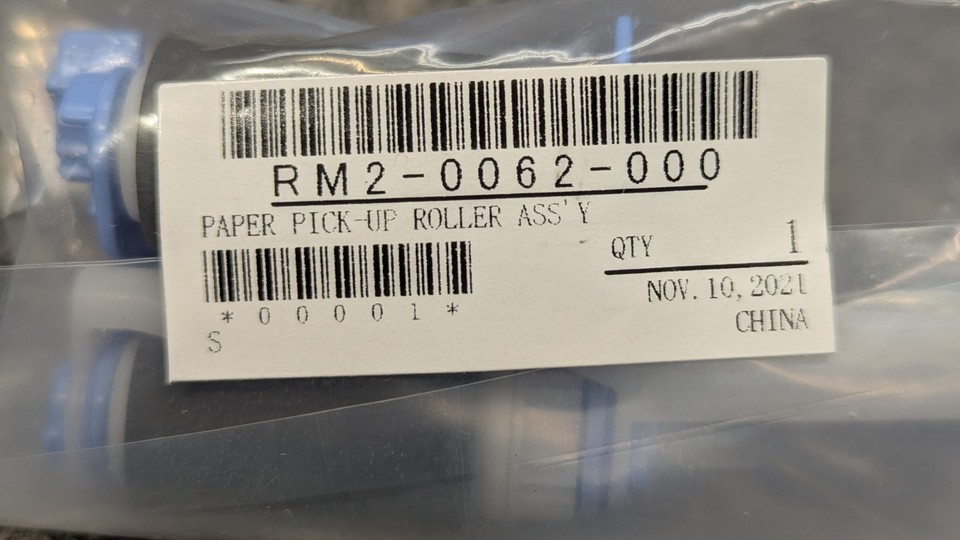 RM2-0062-000
PAPER PICK-UP ROLLER ASS'Y
QTY 1
*00001*
NOV. 10, 2021
S
CHINA